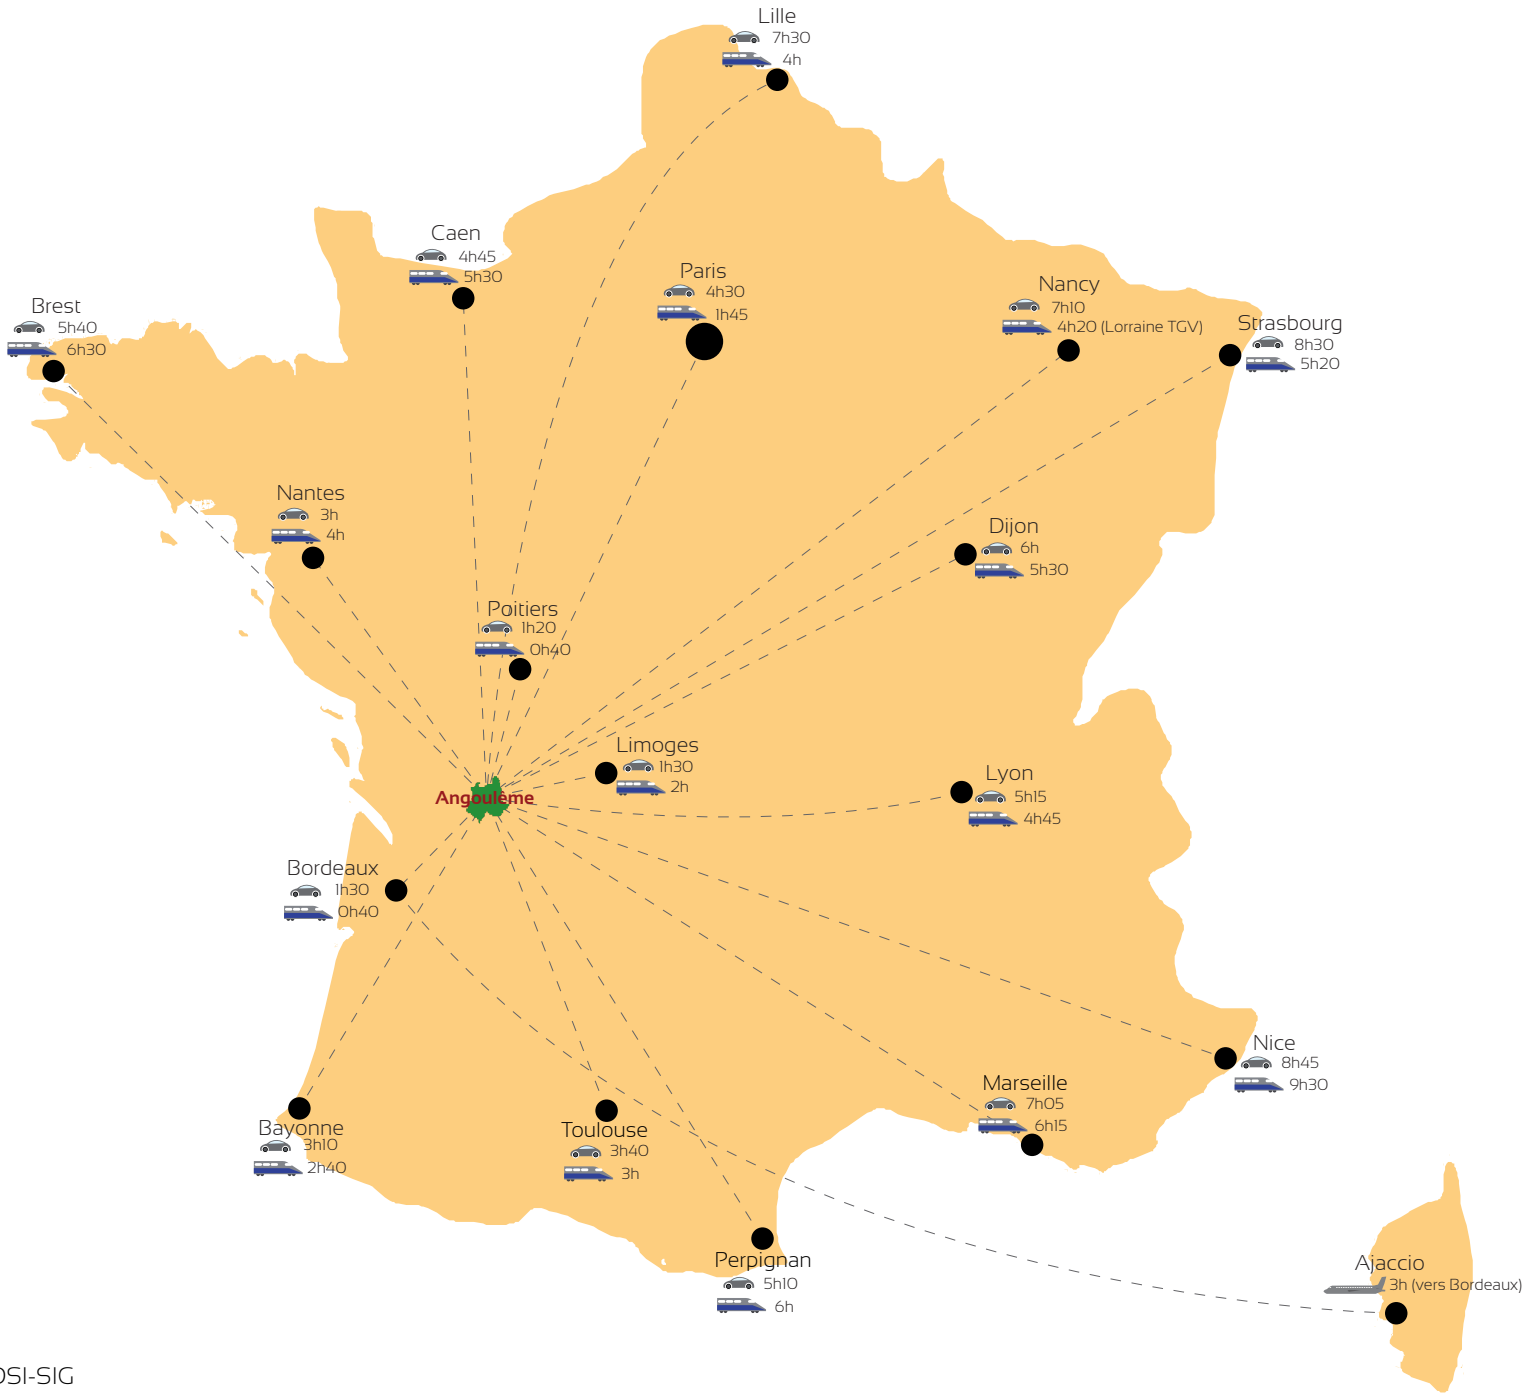 Lille
7h30
4h
Caen
4h45
5h30
Paris
4h30
1h45
Nancy
7h10
4h20 (Lorraine TGV)
Strasbourg
8h30
5h20
Brest
5h40
6h30
Nantes
3h
4h
Dijon
6h
5h30
Poitiers
1h20
0h40
Limoges
1h30
2h
Lyon
5h15
4h45
Angoulême
Bordeaux
1h30
0h40
Nice
8h45
9h30
Marseille
7h05
6h15
Bayonne
3h10
2h40
Toulouse
3h40
3h
Perpignan
5h10
6h
Ajaccio
3h (vers Bordeaux)
DSI-SIG